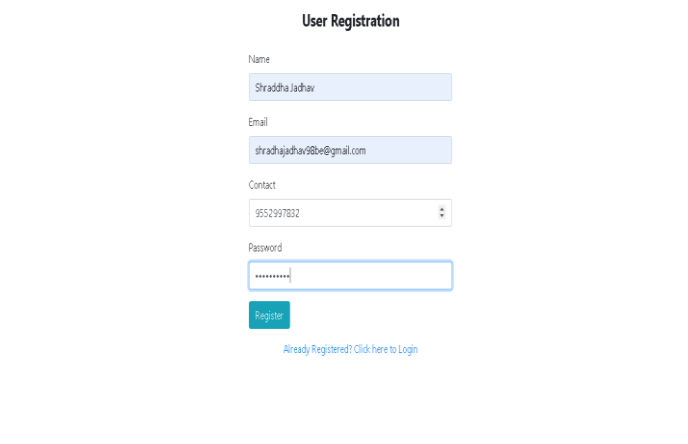 User Registration
Name
Shraddha Jadhav
Email
shradhajadhav98be@gmail.com
Contact
9552997832
Password
••••••••••
Register
Already Registered? Click here to Login